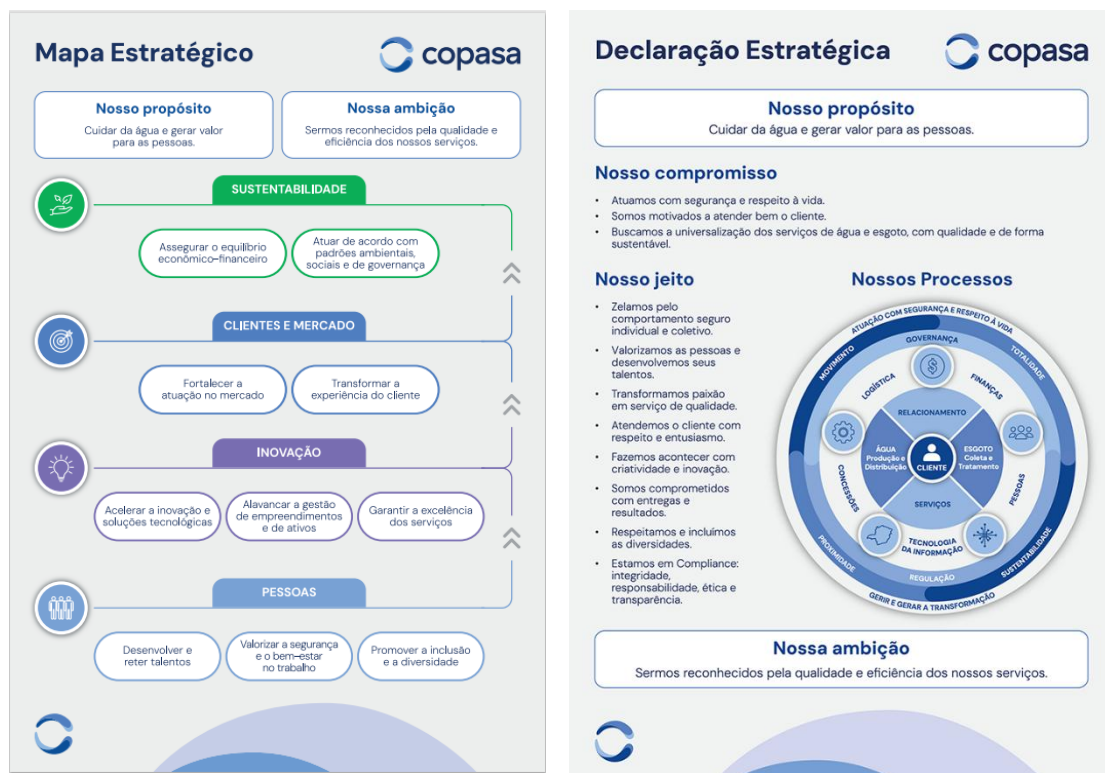 Mapa Estratégico
copasa
Nosso propósito
Cuidar da água e gerar valor
para as pessoas.
Nossa ambição
Sermos reconhecidos pela qualidade e
eficiência dos nossos serviços.
SUSTENTABILIDADE
Assegurar o equilíbrio
econômico-financeiro
Atuar de acordo com
padrões ambientais,
sociais e de governança
CLIENTES E MERCADO
Fortalecer a
atuação no mercado
Transformar a
experiência do cliente
INOVAÇÃO
Acelerar a inovação e
soluções tecnológicas
Alavancar a gestão
de empreendimentos
e de ativos
Garantir a excelência
dos serviços
PESSOAS
Desenvolver e
reter talentos
Valorizar a segurança
e o bem-estar
no trabalho
Promover a inclusão
e a diversidade
Declaração Estratégica
copasa
Nosso propósito
Cuidar da água e gerar valor para as pessoas.
Nosso compromisso
• Atuamos com segurança e respeito à vida.
• Somos motivados a atender bem o cliente.
• Buscamos a universalização dos serviços de água e esgoto, com qualidade e de forma
sustentável.
Nosso jeito
• Zelamos pelo
comportamento seguro
individual e coletivo.
• Valorizamos as pessoas e
desenvolvemos seus
talentos.
• Transformamos paixão
em serviço de qualidade.
• Atendemos o cliente com
respeito e entusiasmo.
• Fazemos acontecer com
criatividade e inovação.
• Somos comprometidos
com entregas e
resultados.
• Respeitamos e incluímos
as diversidades.
• Estamos em Compliance:
integridade,
responsabilidade, ética e
transparência.
Nossos Processos
ATUAÇÃO COM SEGURANÇA E RESPEITO À VIDA
MOVIMENTO
GOVERNANÇA
TOTALIDADE
LOGÍSTICA
FINANÇAS
RELACIONAMENTO
ÁGUA
Produção e
Distribuição
CLIENTE
ESGOTO
Coleta e
Tratamento
SERVIÇOS
CONCESSÕES
PESSOAS
TECNOLOGIA
DA INFORMAÇÃO
PROXIMIDADE
REGULAÇÃO
SUSTENTABILIDADE
GERIR E GERAR A TRANSFORMAÇÃO
Nossa ambição
Sermos reconhecidos pela qualidade e eficiência dos nossos serviços.